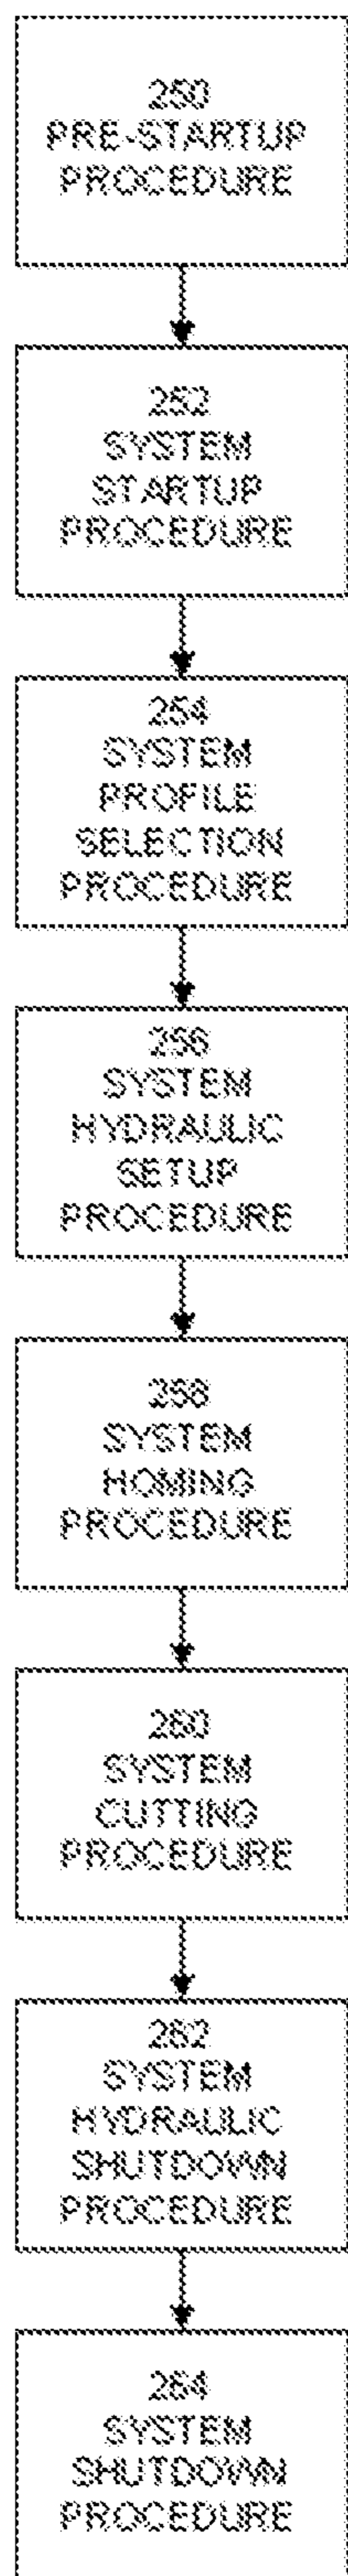 250
PRE-STARTUP
PROCEDURE
252
SYSTEM
STARTUP
PROCEDURE
254
SYSTEM
PROFILE
SELECTION
PROCEDURE
256
SYSTEM
HYDRAULIC
SETUP
PROCEDURE
258
SYSTEM
HOMING
PROCEDURE
260
SYSTEM
CUTTING
PROCEDURE
262
SYSTEM
HYDRAULIC
SHUTDOWN
PROCEDURE
264
SYSTEM
SHUTDOWN
PROCEDURE